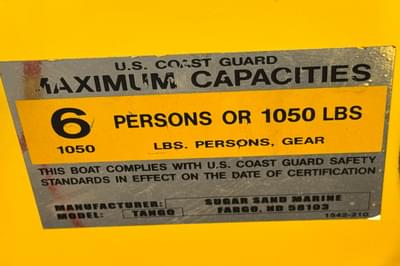 U.S. COAST GUARD
MAXIMUM CAPACITIES
6 PERSONS OR 1050 LBS
1050 LBS. PERSONS, GEAR
THIS BOAT COMPLIES WITH U.S. COAST GUARD SAFETY
STANDARDS IN EFFECT ON THE DATE OF CERTIFICATION
MANUFACTURER: SUGAR SAND MARINE
MODEL: TANGO FARGO, ND 58103
1542-210